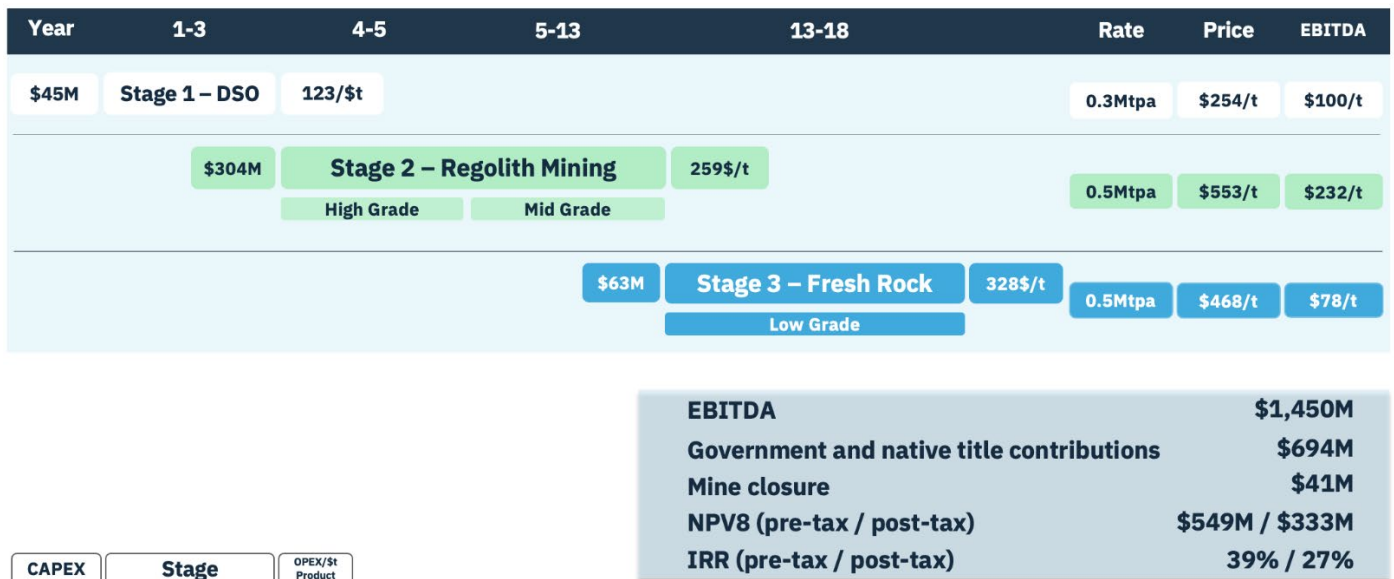 Year 1-3 4-5 5-13 13-18 Rate Price EBITDA
$45M Stage 1 – DSO 123/$t 0.3Mtpa $254/t $100/t
$304M Stage 2 – Regolith Mining 259$/t
High Grade Mid Grade
0.5Mtpa $553/t $232/t
$63M Stage 3 – Fresh Rock 328$/t
0.5Mtpa $468/t $78/t
Low Grade
EBITDA $1,450M
Government and native title contributions $694M
Mine closure $41M
NPV8 (pre-tax / post-tax) $549M / $333M
IRR (pre-tax / post-tax) 39% / 27%
CAPEX Stage OPEX/$t
Product